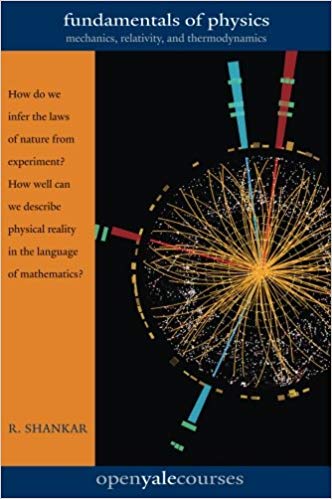 fundamentals of physics
mechanics, relativity, and thermodynamics
How do we
infer the laws
of nature from
experiment?
How well can
we describe
physical reality
in the language
of mathematics?
R. SHANKAR
openyalecourses